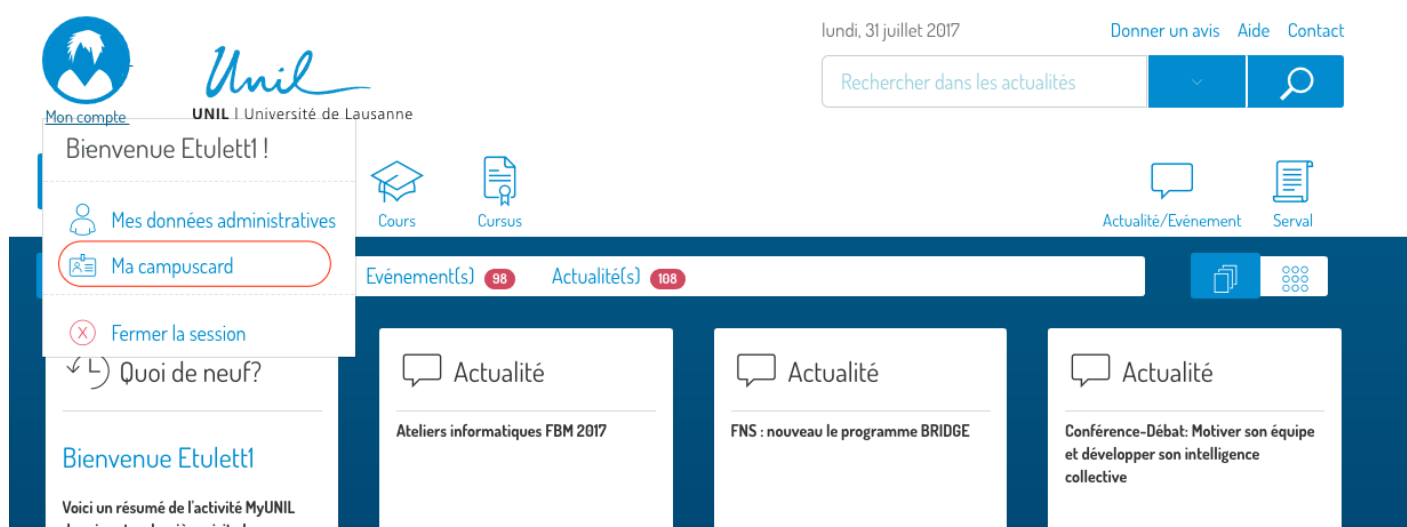 lundi, 31 juillet 2017
Donner un avis Aide Contact
Rechercher dans les actualités
Unil
UNIL | Université de Lausanne
Mon compte
Bienvenue Etulett1 !
Mes données administratives
Ma campuscard
Fermer la session
Cours
Cursus
Actualité/Evénement
Serval
Evénement(s) 98
Actualité(s) 108
Quoi de neuf?
Bienvenue Etulett1
Voici un résumé de l'activité MyUNIL
Actualité
Ateliers informatiques FBM 2017
Actualité
FNS : nouveau le programme BRIDGE
Actualité
Conférence-Débat: Motiver son équipe
et développer son intelligence
collective